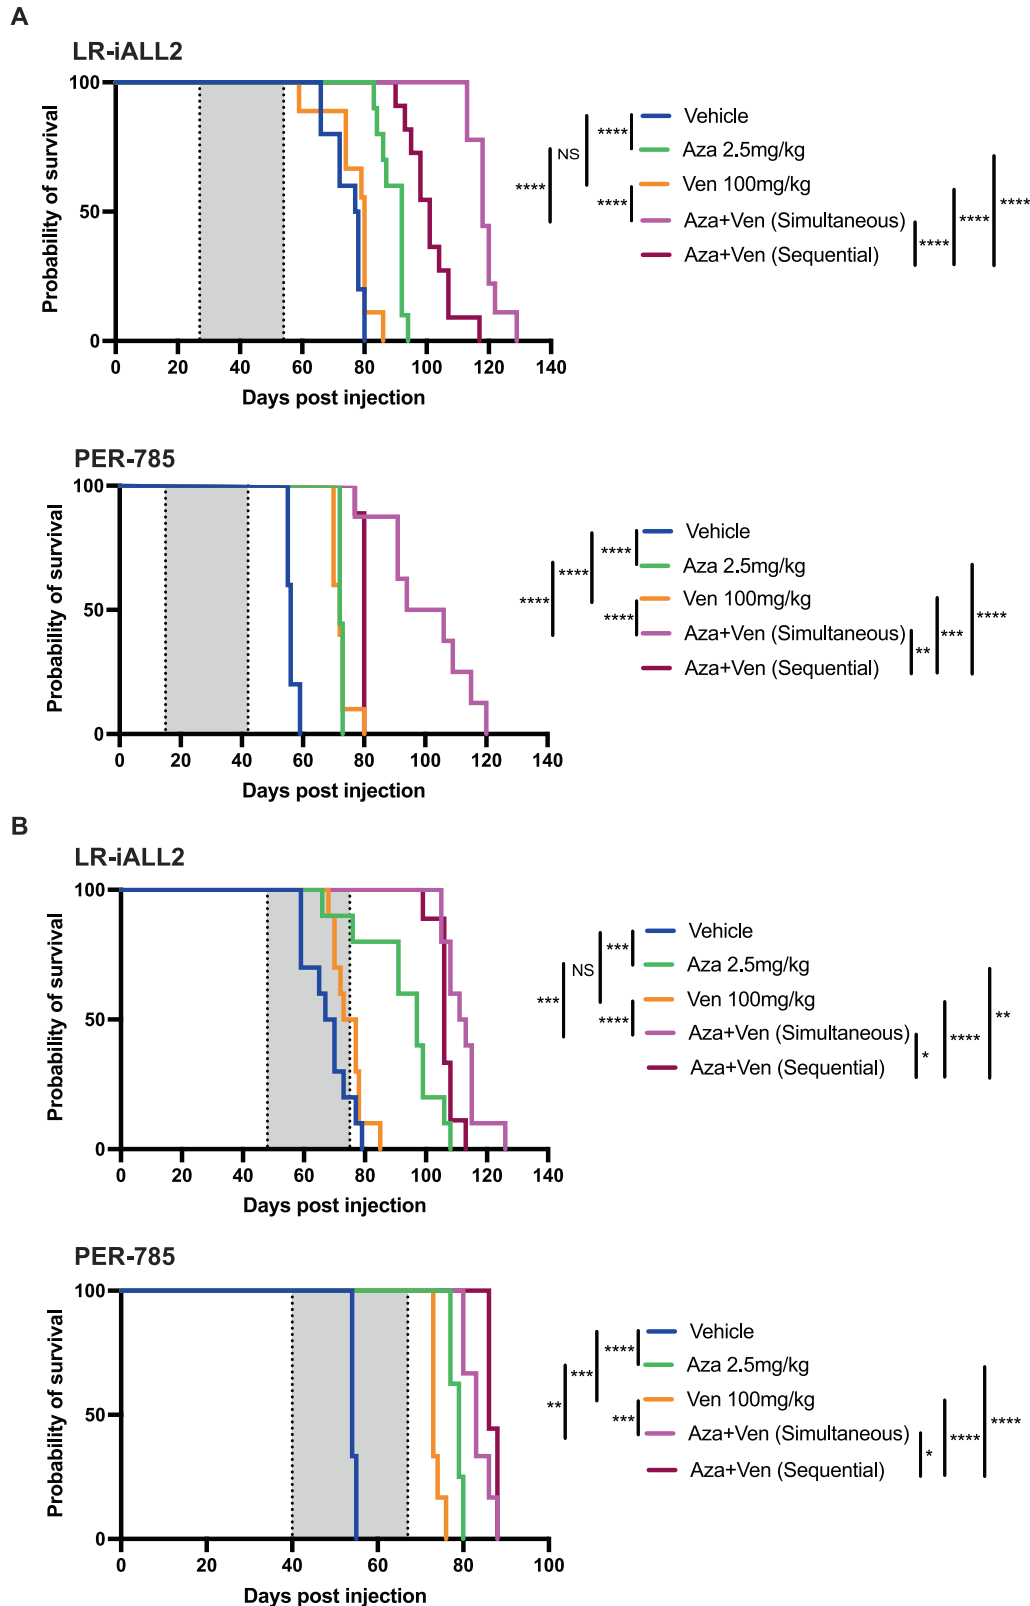 A
LR-iALL2
Probability of survival
100
50
0
0 20 40 60 80 100 120 140
Days post injection
Vehicle
Aza 2.5mg/kg
Ven 100mg/kg
Aza+Ven (Simultaneous)
Aza+Ven (Sequential)
**** NS ****
****
**** **** ****
PER-785
Probability of survival
100
50
0
0 20 40 60 80 100 120 140
Days post injection
Vehicle
Aza 2.5mg/kg
Ven 100mg/kg
Aza+Ven (Simultaneous)
Aza+Ven (Sequential)
**** **** ****
****
** *** ****
B
LR-iALL2
Probability of survival
100
50
0
0 20 40 60 80 100 120 140
Days post injection
Vehicle
Aza 2.5mg/kg
Ven 100mg/kg
Aza+Ven (Simultaneous)
Aza+Ven (Sequential)
*** NS ***
****
* **** **
PER-785
Probability of survival
100
50
0
0 20 40 60 80 100
Days post injection
Vehicle
Aza 2.5mg/kg
Ven 100mg/kg
Aza+Ven (Simultaneous)
Aza+Ven (Sequential)
** *** ****
***
* **** ****